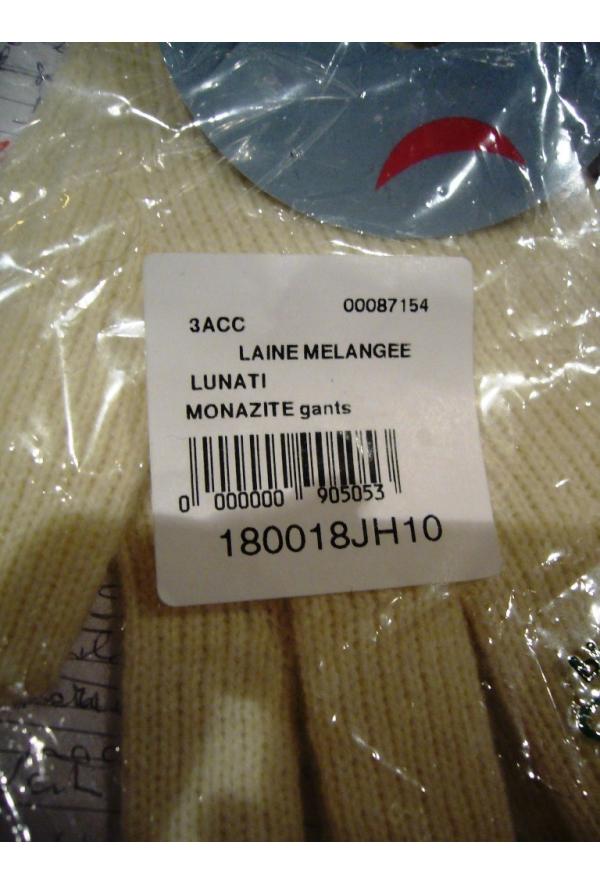 00087154
3ACC
LAINE MELANGEE
LUNATI
MONAZITE gants
0 000000 905053
180018JH10